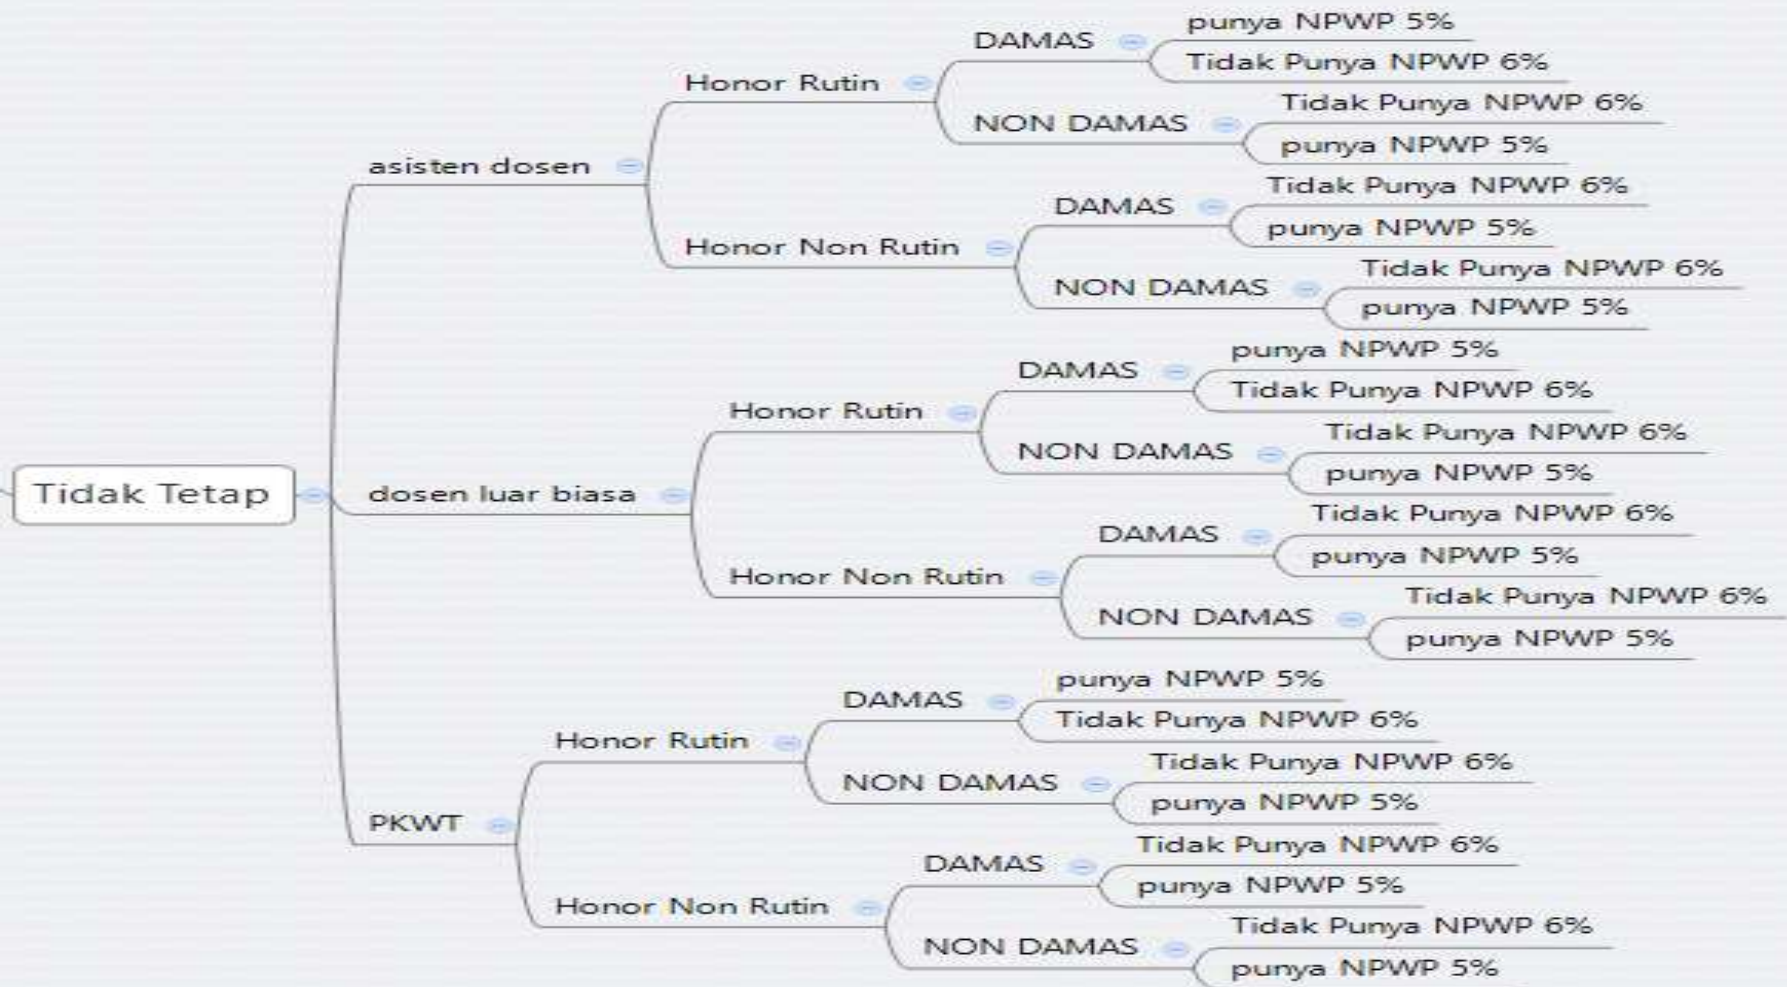 Tidak Tetap
asisten dosen
Honor Rutin
DAMAS
punya NPWP 5%
Tidak Punya NPWP 6%
NON DAMAS
Tidak Punya NPWP 6%
punya NPWP 5%
Honor Non Rutin
DAMAS
Tidak Punya NPWP 6%
punya NPWP 5%
NON DAMAS
Tidak Punya NPWP 6%
punya NPWP 5%
dosen luar biasa
Honor Rutin
DAMAS
punya NPWP 5%
Tidak Punya NPWP 6%
NON DAMAS
Tidak Punya NPWP 6%
punya NPWP 5%
Honor Non Rutin
DAMAS
Tidak Punya NPWP 6%
punya NPWP 5%
NON DAMAS
Tidak Punya NPWP 6%
punya NPWP 5%
PKWT
Honor Rutin
DAMAS
punya NPWP 5%
Tidak Punya NPWP 6%
NON DAMAS
Tidak Punya NPWP 6%
punya NPWP 5%
Honor Non Rutin
DAMAS
Tidak Punya NPWP 6%
punya NPWP 5%
NON DAMAS
Tidak Punya NPWP 6%
punya NPWP 5%